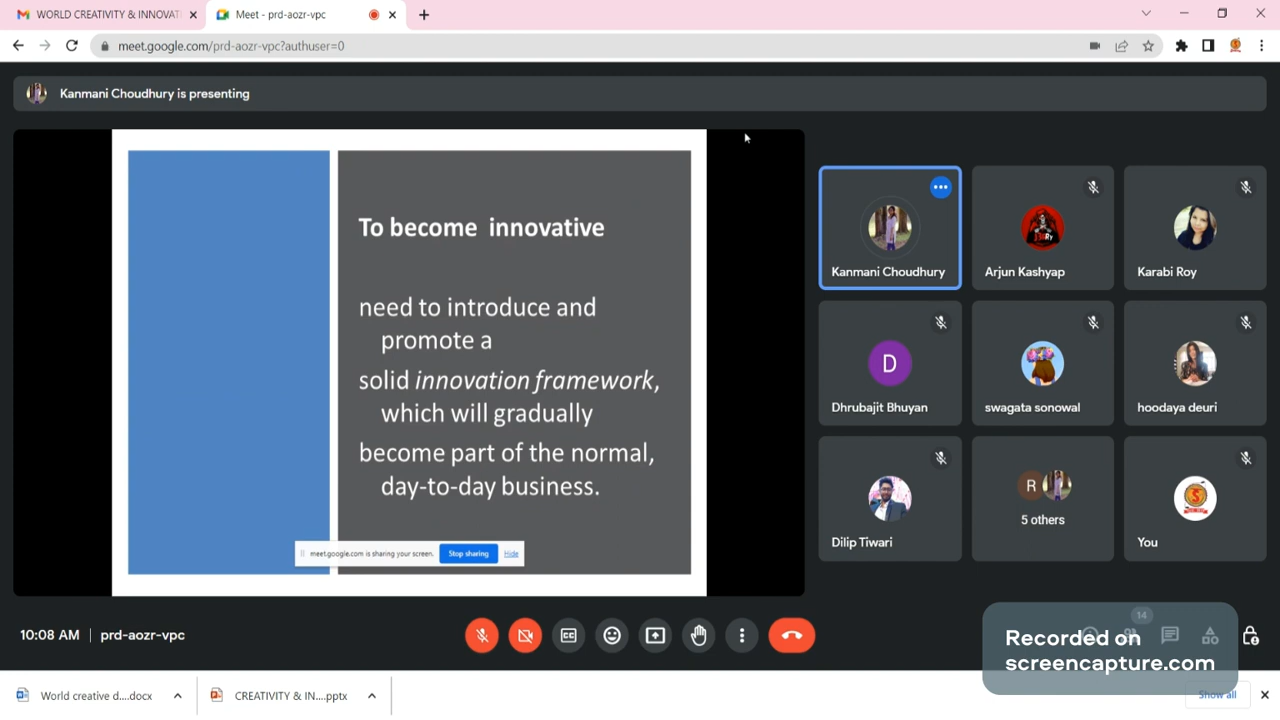 WORLD CREATIVITY & INNOVAT
Meet - prd-aozr-vpc
meet.google.com/prd-aozr-vpc?authuser=0
Kanmani Choudhury is presenting
To become innovative
need to introduce and
promote a
solid innovation framework,
which will gradually
become part of the normal,
day-to-day business.
meet.google.com is sharing your screen.
Stop sharing
Hide
Kanmani Choudhury
Arjun Kashyap
Karabi Roy
D
Dhrubajit Bhuyan
swagata sonowal
hoodaya deuri
Dilip Tiwari
R
5 others
You
10:08 AM | prd-aozr-vpc
14
Recorded on
screencapture.com
World creative d....docx
CREATIVITY & IN....pptx
Show all